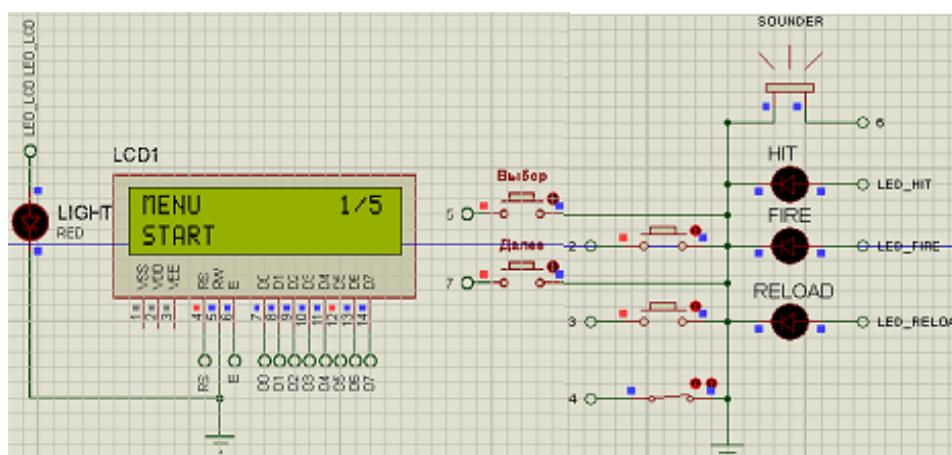 SOUNDER
LED_LCD LED_LCD
LCD1
MENU 1/5
START
LIGHT
RED
VSS
VDD
VEE
RS
RW
E
D0
D1
D2
D3
D4
D5
D6
D7
1
2
3
4
5
6
7
8
9
10
11
12
13
14
RS
E
D0
D1
D2
D3
D4
D5
D6
D7
Выбор
5
Далее
7
2
3
4
6
HIT
LED_HIT
FIRE
LED_FIRE
RELOAD
LED_RELOA